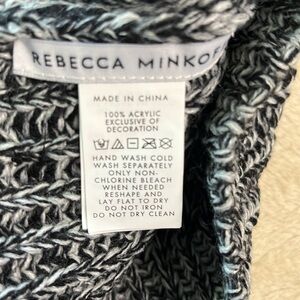 REBECCA MINKO
MADE IN CHINA
100% ACRYLIC
EXCLUSIVE OF
DECORATION
HAND WASH COLD
WASH SEPARATELY
ONLY NON-
CHLORINE BLEACH
WHEN NEEDED
RESHAPE AND
LAY FLAT TO DRY
DO NOT IRON
DO NOT DRY CLEAN